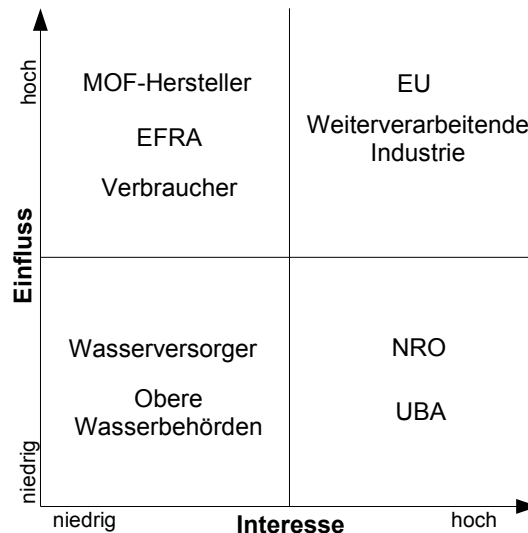 hoch
MOF-Hersteller
EFRA
Verbraucher
EU
Weiterverarbeitende
Industrie
Einfluss
Wasserversorger
Obere
Wasserbehörden
NRO
UBA
niedrig
niedrig
Interesse
hoch